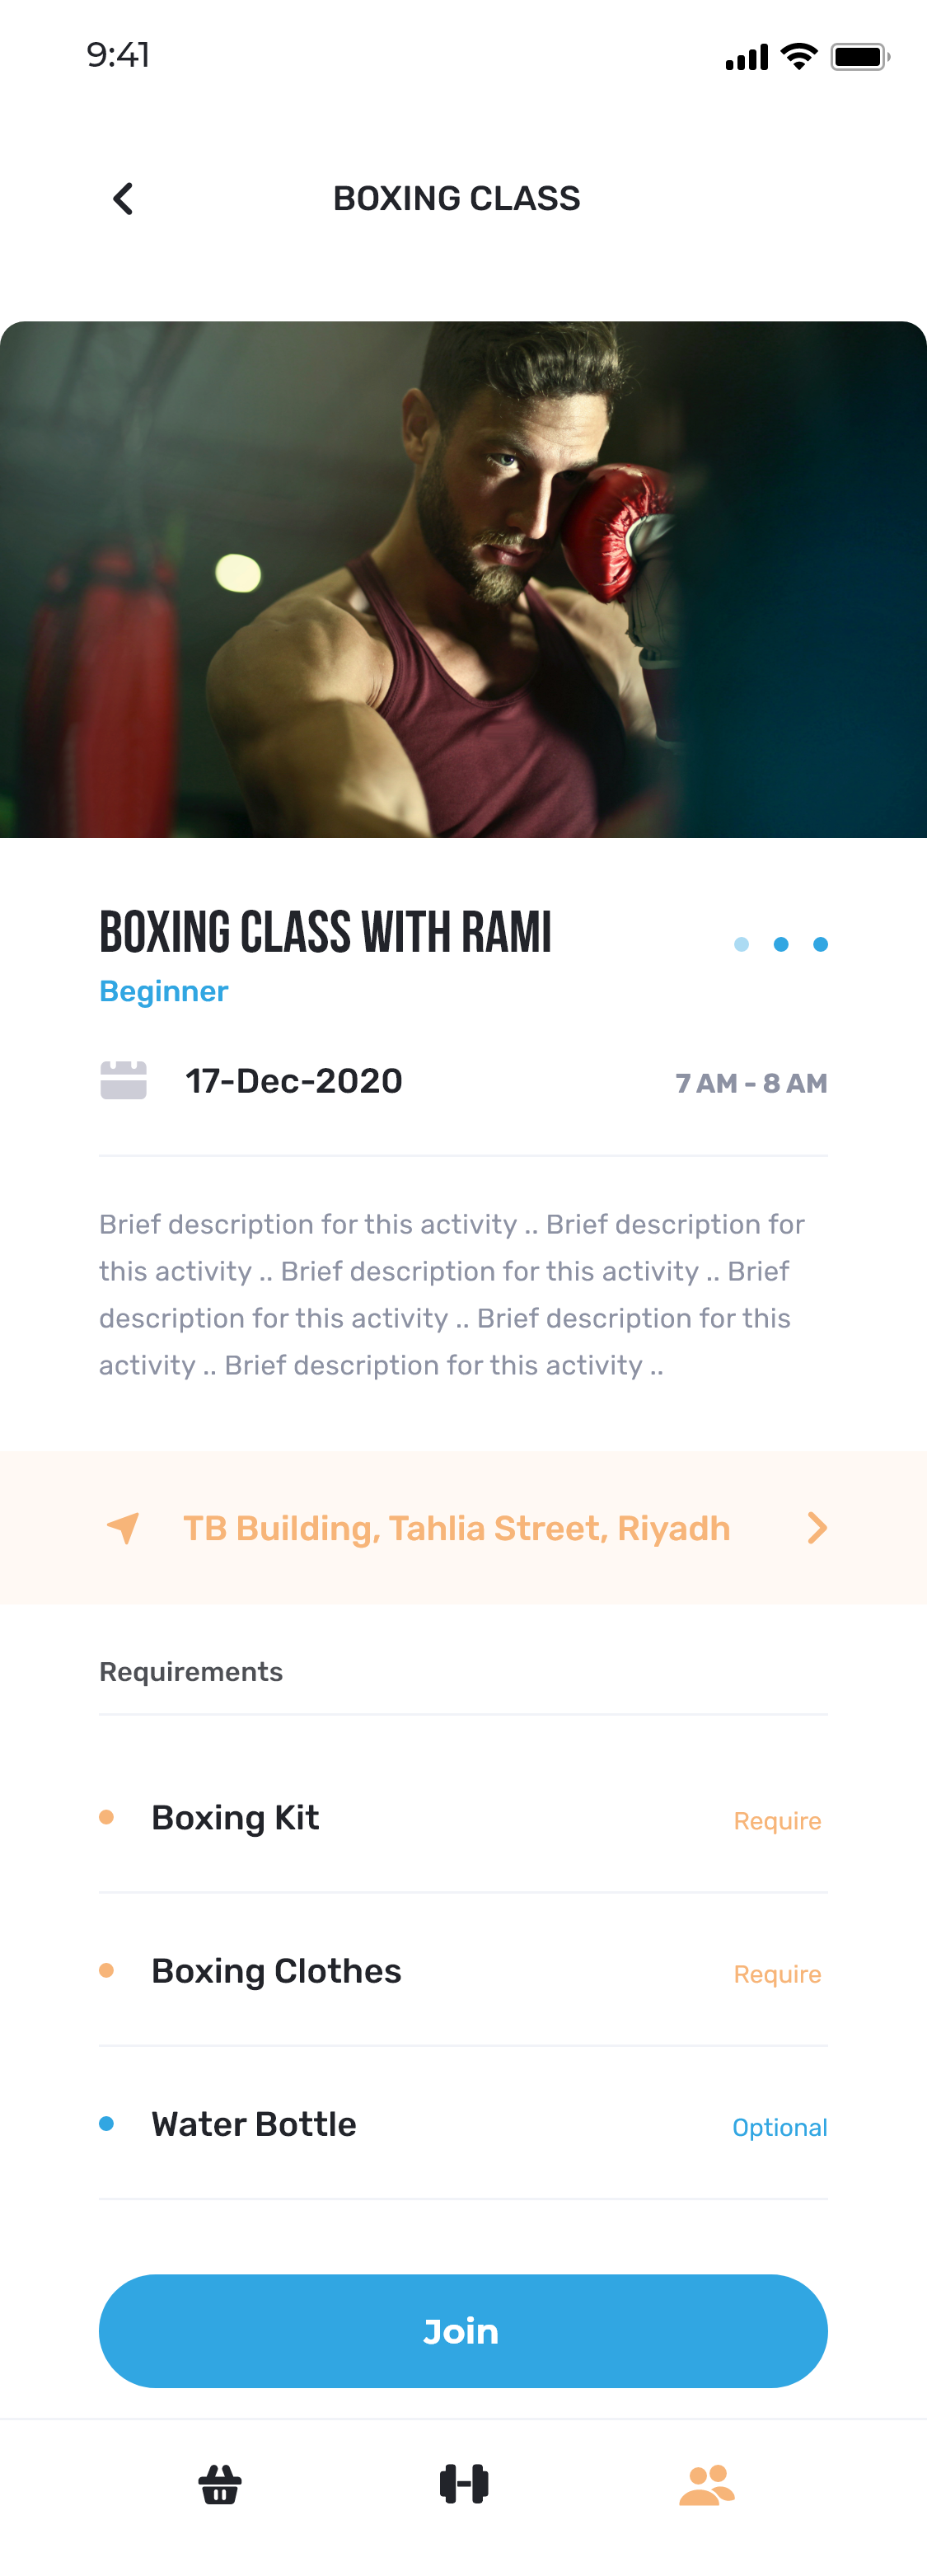 9:41
BOXING CLASS
BOXING CLASS WITH RAMI
Beginner
17-Dec-2020
7 AM - 8 AM
Brief description for this activity .. Brief description for
this activity .. Brief description for this activity .. Brief
description for this activity .. Brief description for this
activity .. Brief description for this activity ..
TB Building, Tahlia Street, Riyadh
Requirements
Boxing Kit
Require
Boxing Clothes
Require
Water Bottle
Optional
Join